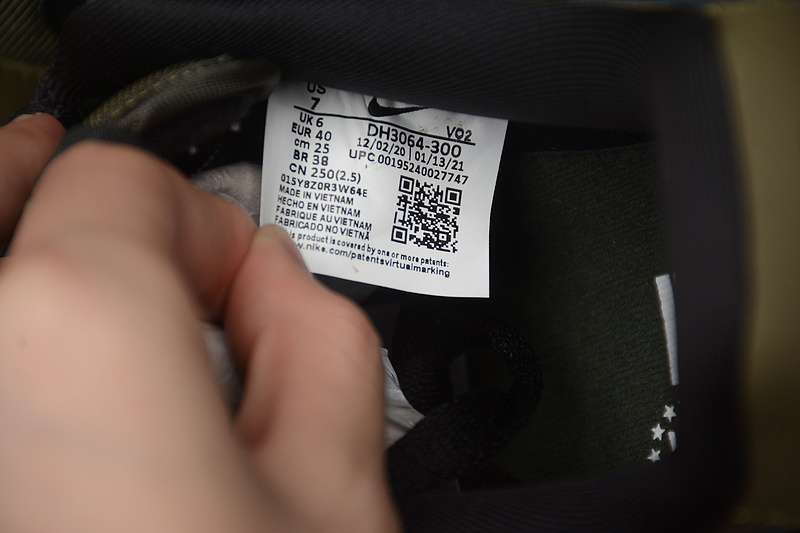 US
7
UK 6
EUR 40
cm 25
BR 38
CN 250(2.5)
VO2
DH3064-300
12/02/20 | 01/13/21
UPC 00195240027747
015Y8Z0R3W64E
MADE IN VIETNAM
HECHO EN VIETNAM
FABRIQUE AU VIETNAM
FABRICADO NO VIETNÃ
This product is covered by one or more patents:
www.nike.com/patentsvirtualmarking